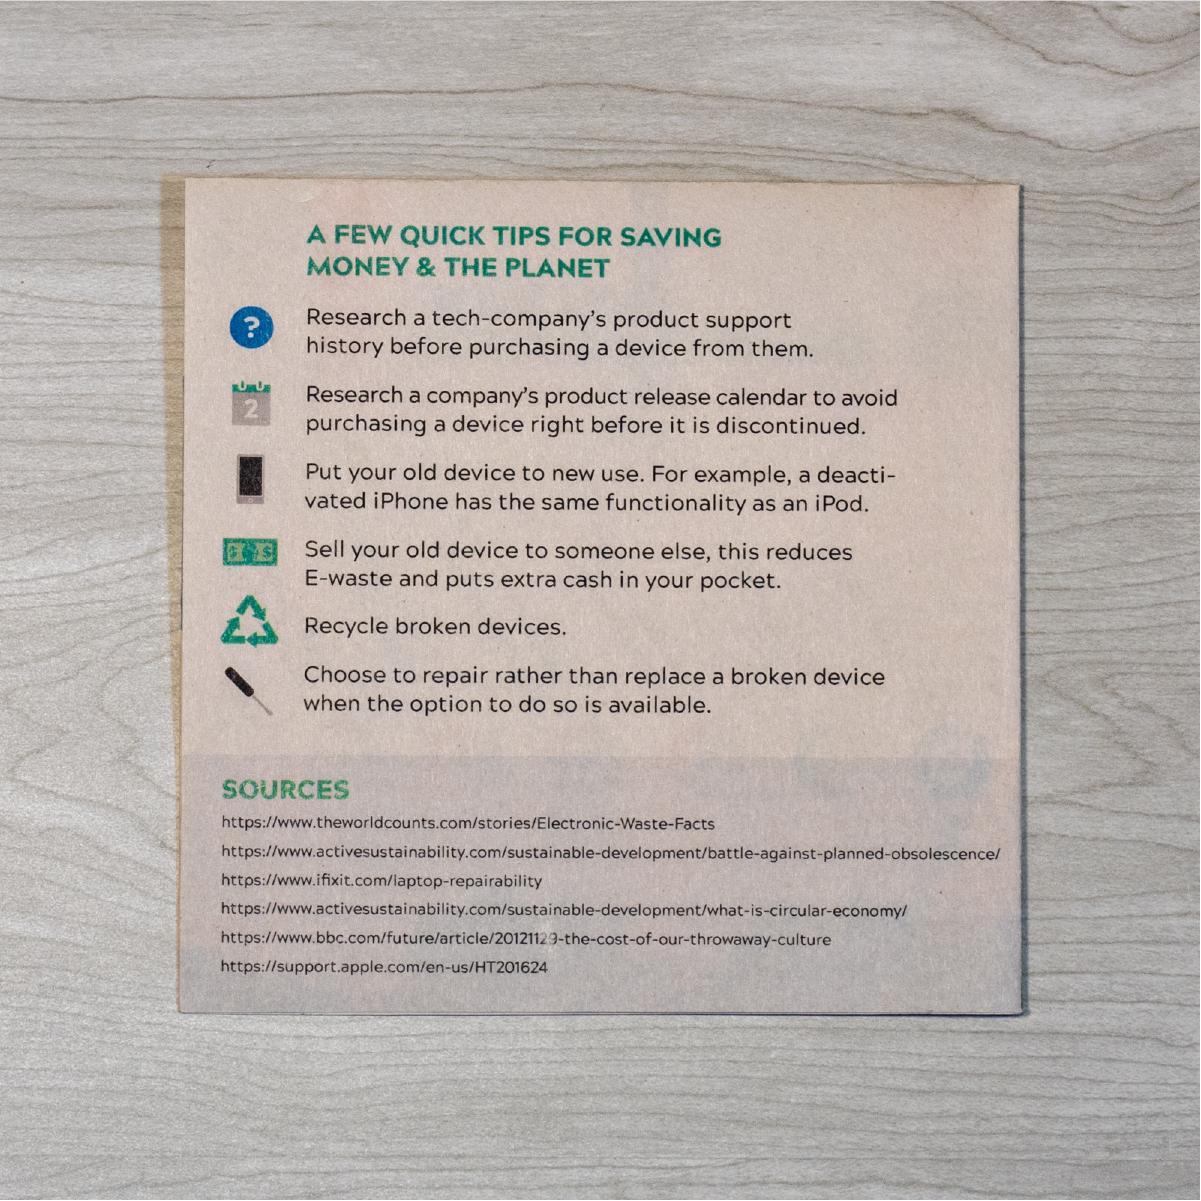 A FEW QUICK TIPS FOR SAVING
MONEY & THE PLANET
?
Research a tech-company's product support
history before purchasing a device from them.
2
Research a company's product release calendar to avoid
purchasing a device right before it is discontinued.
Put your old device to new use. For example, a deacti-
vated iPhone has the same functionality as an iPod.
$ $
Sell your old device to someone else, this reduces
E-waste and puts extra cash in your pocket.
Recycle broken devices.
Choose to repair rather than replace a broken device
when the option to do so is available.
SOURCES
https://www.theworldcounts.com/stories/Electronic-Waste-Facts
https://www.activesustainability.com/sustainable-development/battle-against-planned-obsolescence/
https://www.ifixit.com/laptop-repairability
https://www.activesustainability.com/sustainable-development/what-is-circular-economy/
https://www.bbc.com/future/article/20121129-the-cost-of-our-throwaway-culture
https://support.apple.com/en-us/HT201624